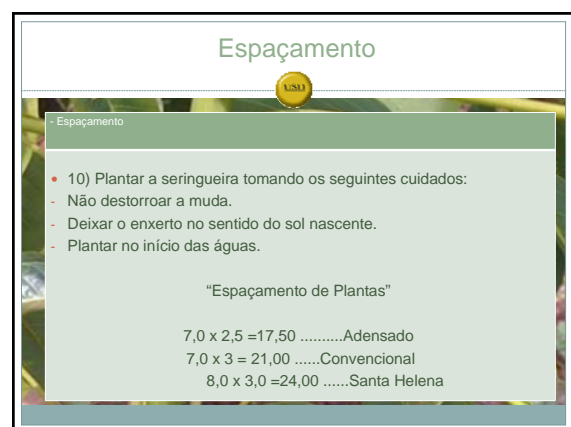 Espaçamento
USD
- Espaçamento
• 10) Plantar a seringueira tomando os seguintes cuidados:
- Não destorroar a muda.
- Deixar o enxerto no sentido do sol nascente.
- Plantar no início das águas.
“Espaçamento de Plantas”
7,0 x 2,5 =17,50 ..........Adensado
7,0 x 3 = 21,00 ......Convencional
8,0 x 3,0 =24,00 ......Santa Helena